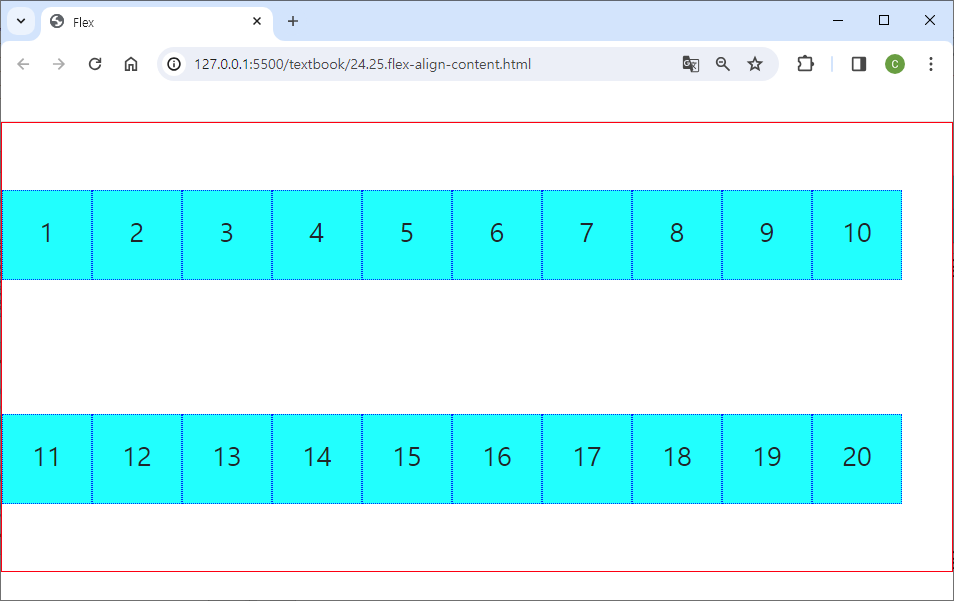 Flex
127.0.0.1:5500/textbook/24.25.flex-align-content.html
C
1 2 3 4 5 6 7 8 9 10
11 12 13 14 15 16 17 18 19 20